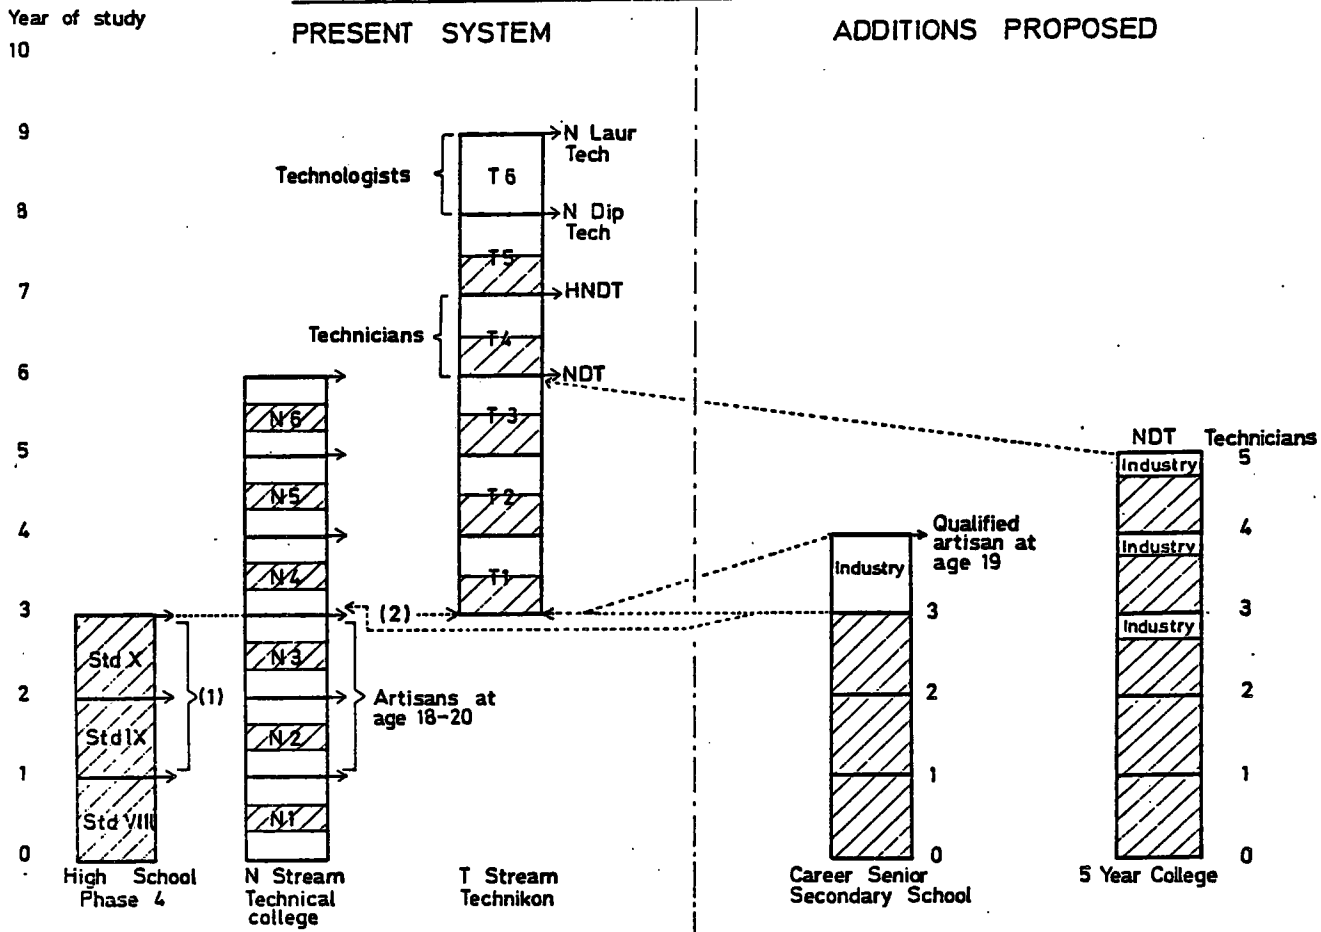 Year of study
PRESENT SYSTEM
ADDITIONS PROPOSED
10
9
8
7
6
5
4
3
2
1
0
Std X
Std IX
Std VIII
(1)
High School
Phase 4
N6
N5
N4
N3
N2
N1
N Stream
Technical
college
Artisans at
age 18-20
(2)
Technologists
Technicians
T6
T5
T4
T3
T2
T1
N Laur
Tech
N Dip
Tech
HNDT
NDT
T Stream
Technikon
Industry
Qualified
artisan at
age 19
3
2
1
0
Career Senior
Secondary School
NDT Technicians
Industry
Industry
Industry
5
4
3
2
1
0
5 Year College